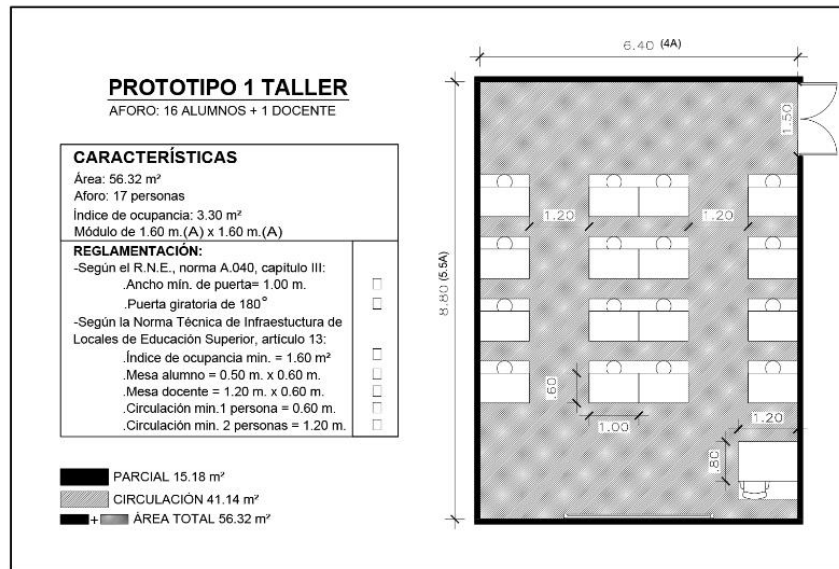 PROTOTIPO 1 TALLER
AFORO: 16 ALUMNOS + 1 DOCENTE
CARACTERÍSTICAS
Área: 56.32 m²
Aforo: 17 personas
Índice de ocupancia: 3.30 m²
Módulo de 1.60 m.(A) x 1.60 m.(A)
REGLAMENTACIÓN:
-Según el R.N.E., norma A.040, capítulo III:
.Ancho mín. de puerta= 1.00 m.
.Puerta giratoria de 180°
-Según la Norma Técnica de Infraestuctura de
Locales de Educación Superior, artículo 13:
.Índice de ocupancia min. = 1.60 m²
.Mesa alumno = 0.50 m. x 0.60 m.
.Mesa docente = 1.20 m. x 0.60 m.
.Circulación min.1 persona = 0.60 m.
.Circulación min. 2 personas = 1.20 m.
PARCIAL 15.18 m²
CIRCULACIÓN 41.14 m²
+ ÁREA TOTAL 56.32 m²
6.40 (4A)
1.50
1.20
1.20
8.80 (5.5A)
.60
1.00
1.20
.80